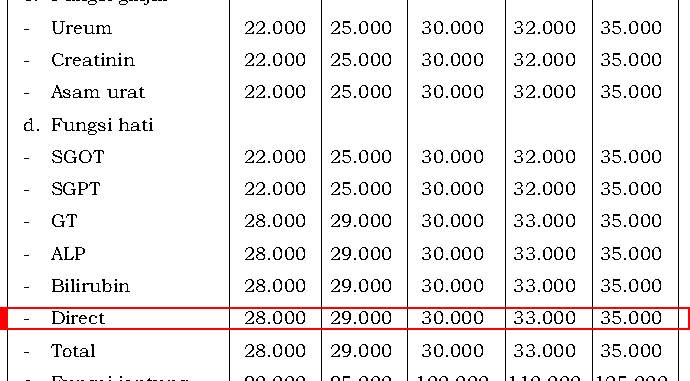 - Ureum 22.000 25.000 30.000 32.000 35.000
- Creatinin 22.000 25.000 30.000 32.000 35.000
- Asam urat 22.000 25.000 30.000 32.000 35.000
d. Fungsi hati
- SGOT 22.000 25.000 30.000 32.000 35.000
- SGPT 22.000 25.000 30.000 32.000 35.000
- GT 28.000 29.000 30.000 33.000 35.000
- ALP 28.000 29.000 30.000 33.000 35.000
- Bilirubin 28.000 29.000 30.000 33.000 35.000
- Direct 28.000 29.000 30.000 33.000 35.000
- Total 28.000 29.000 30.000 33.000 35.000